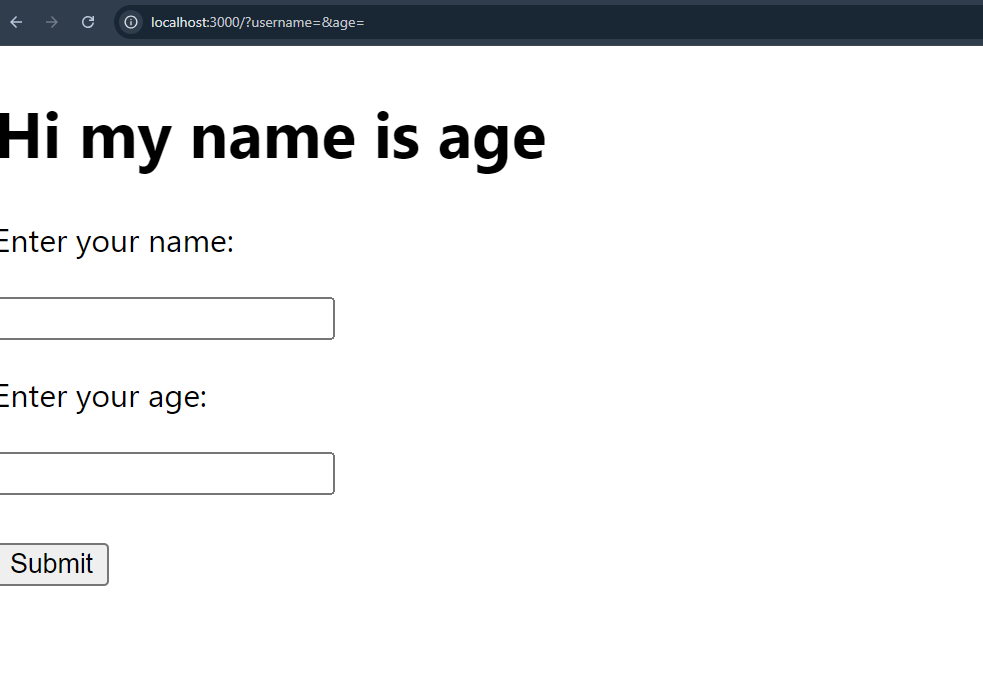 localhost:3000/?username=&age=
Hi my name is age
Enter your name:
Enter your age:
Submit